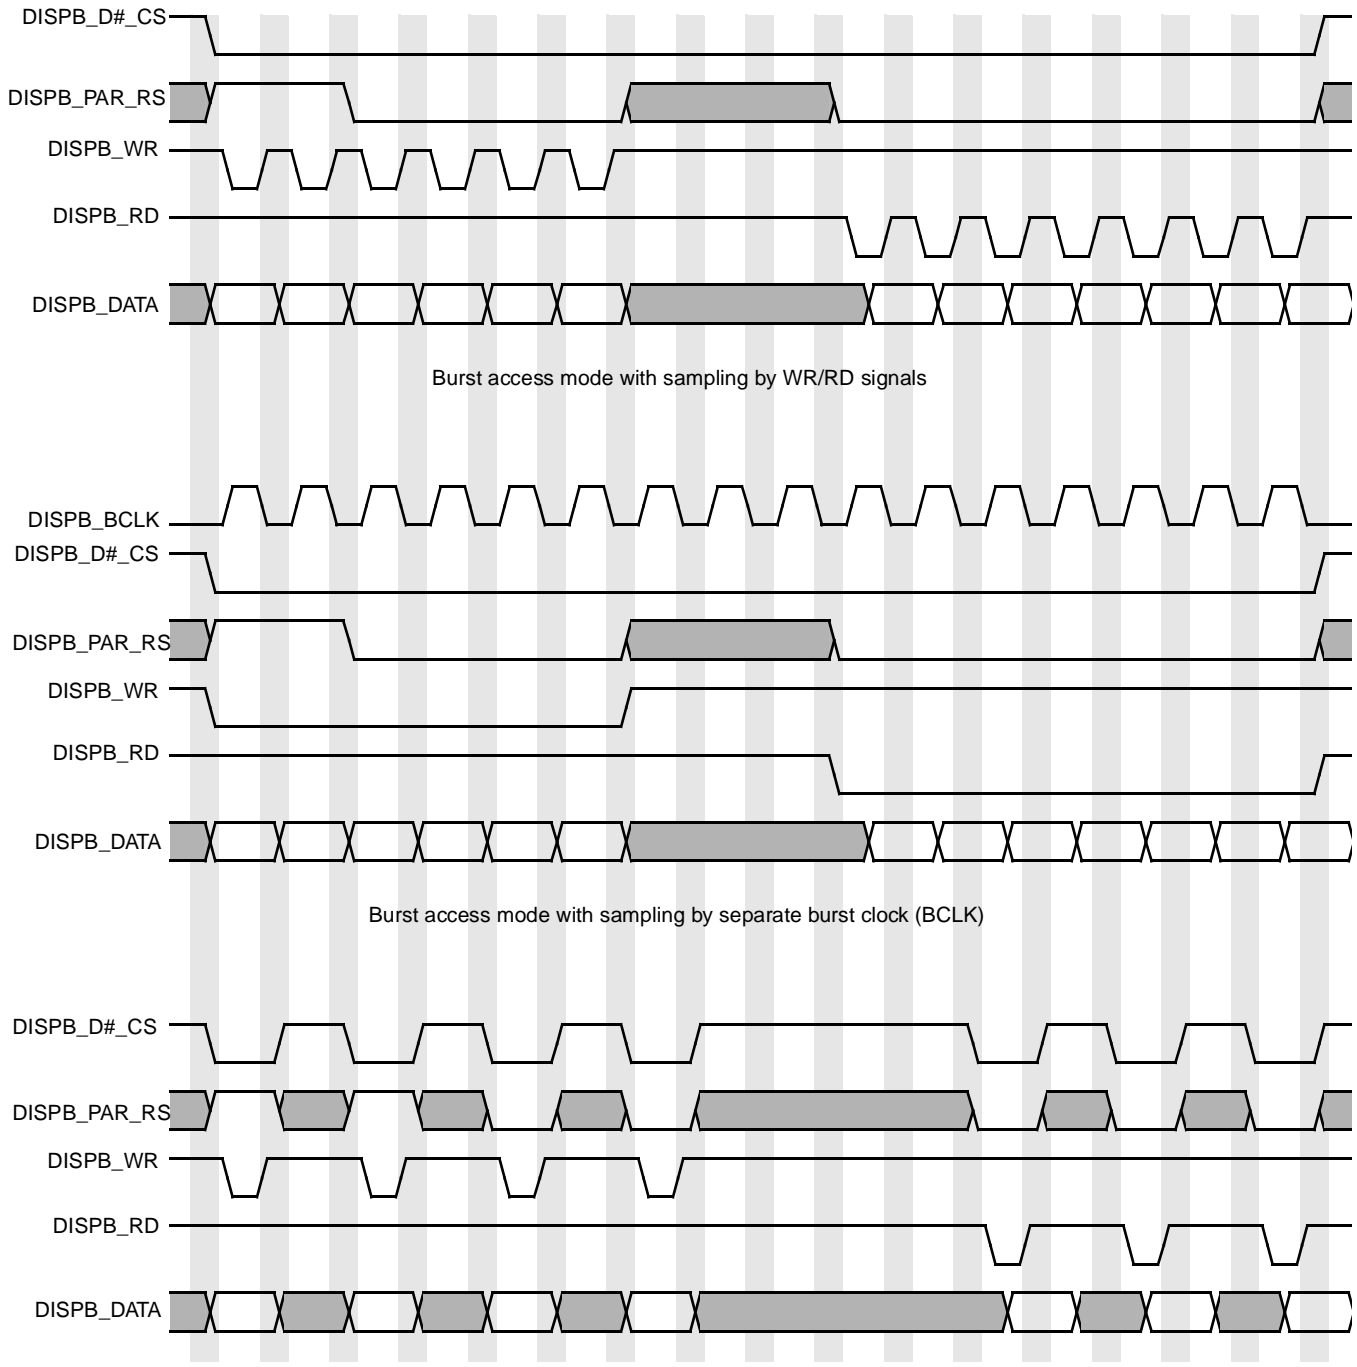 DISPB_D#_CS
DISPB_PAR_RS
DISPB_WR
DISPB_RD
DISPB_DATA
Burst access mode with sampling by WR/RD signals
DISPB_BCLK
DISPB_D#_CS
DISPB_PAR_RS
DISPB_WR
DISPB_RD
DISPB_DATA
Burst access mode with sampling by separate burst clock (BCLK)
DISPB_D#_CS
DISPB_PAR_RS
DISPB_WR
DISPB_RD
DISPB_DATA